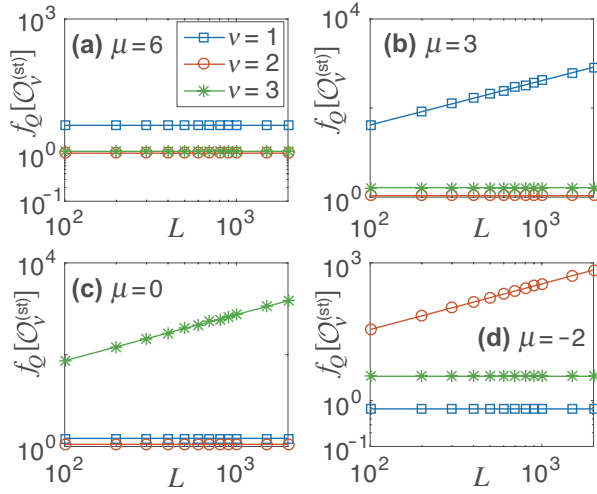 (a) μ = 6
ν = 1
ν = 2
ν = 3
f_Q[𝒪_ν^(st)]
10^3
10^0
10^-1
10^2
L
10^3
(b) μ = 3
f_Q[𝒪_ν^(st)]
10^4
10^0
10^2
L
10^3
(c) μ = 0
f_Q[𝒪_ν^(st)]
10^4
10^0
10^2
L
10^3
(d) μ = -2
f_Q[𝒪_ν^(st)]
10^3
10^0
10^-1
10^2
L
10^3